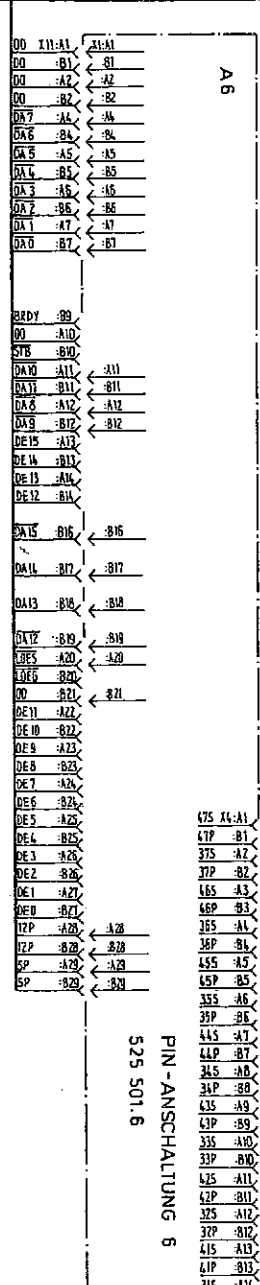 A6
00 X11:A1 X1:A1
00 :B1 :B1
00 :A2 :A2
00 :B2 :B2
DA7 :A4 :A4
DA6 :B4 :B4
DA5 :A5 :A5
DA4 :B5 :B5
DA3 :A6 :A6
DA2 :B6 :B6
DA1 :A7 :A7
DA0 :B7 :B7
BRDY :B9
00 :A10
STB :B10
DA10 :A11 :A11
DA11 :B11 :B11
DA8 :A12 :A12
DA9 :B12 :B12
DE15 :A13
DE14 :B13
DE13 :A14
DE12 :B14
DA15 :B16 :B16
DA14 :B17 :B17
DA13 :B18 :B18
DA12 :B19 :B19
LDES :A20 :A20
:B20
00 :B21 :B21
DE11 :A22
DE10 :B22
DE9 :A23
DE8 :B23
DE7 :A24
DE6 :B24
DE5 :A25
DE4 :B25
DE3 :A26
DE2 :B26
DE1 :A27
DE0 :B27
12P :A28 :A28
12P :B28 :B28
5P :A29 :A29
5P :B29 :B29
PIN-ANSCHALTUNG 6
525 501.6
47S X4:A1
47P :B1
37S :A2
37P :B2
46S :A3
46P :B3
36S :A4
36P :B4
45S :A5
45P :B5
35S :A6
35P :B6
44S :A7
44P :B7
34S :A8
34P :B8
43S :A9
43P :B9
33S :A10
33P :B10
42S :A11
42P :B11
32S :A12
32P :B12
41S :A13
41P :B13